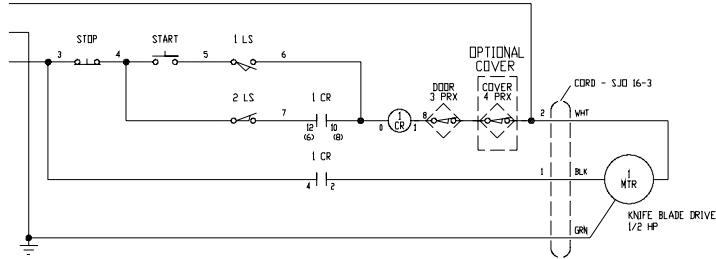 OPTIONAL
COVER
STOP
START
1 LS
3
4
5
6
DOOR
3 PRX
COVER
4 PRX
CORD - SJO 16-3
2 LS
7
1 CR
12
(6)
10
(8)
0
1
CR
1
8
2
WHT
1 CR
4
2
1
BLK
1
MTR
KNIFE BLADE DRIVE
1/2 HP
GRN